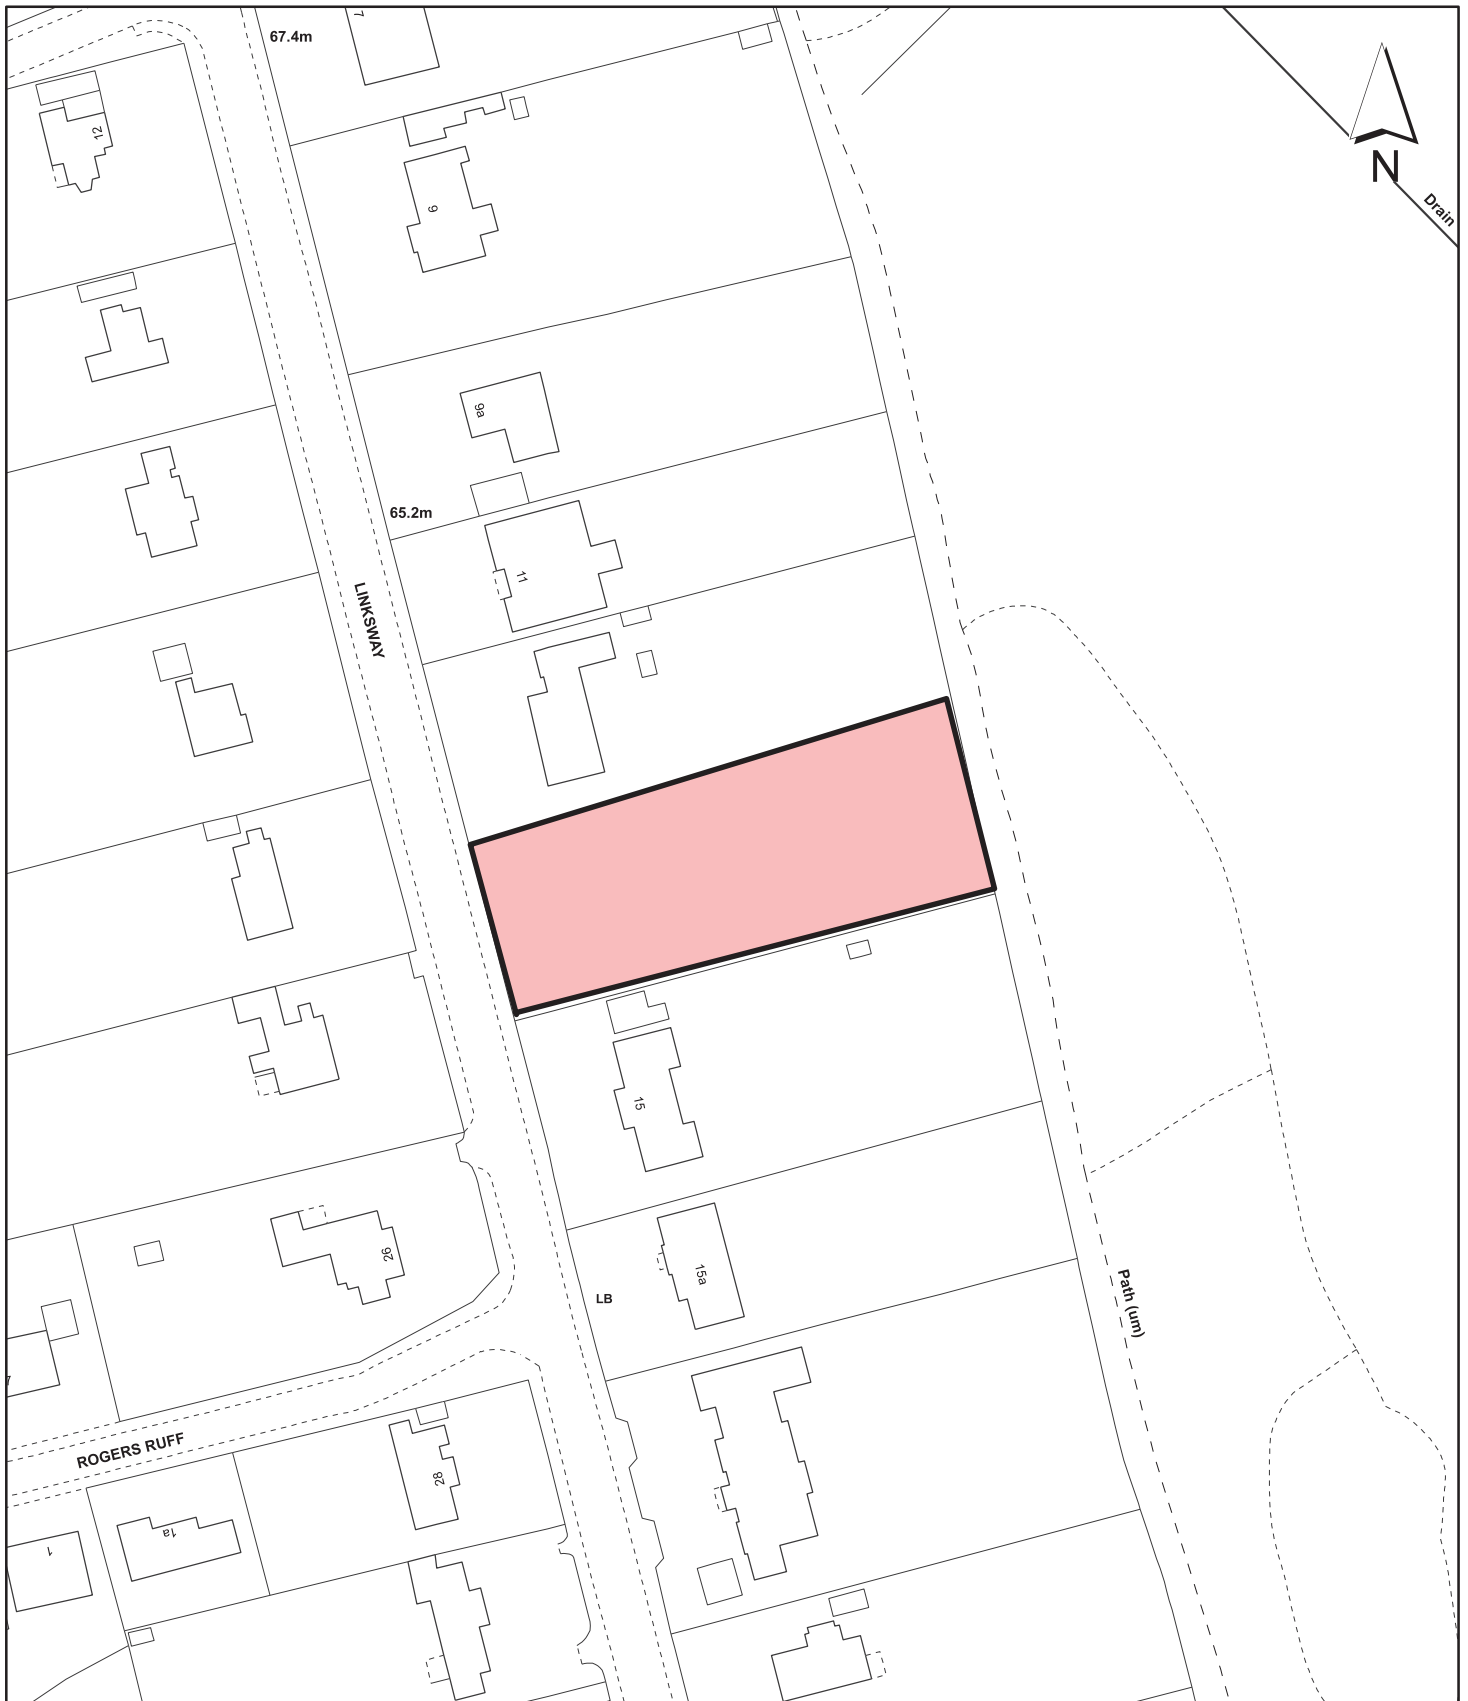 67.4m
7
12
9
N
Drain
9a
65.2m
11
LINKSWAY
15
26
15a
LB
Path (um)
ROGERS RUFF
28
1a
1